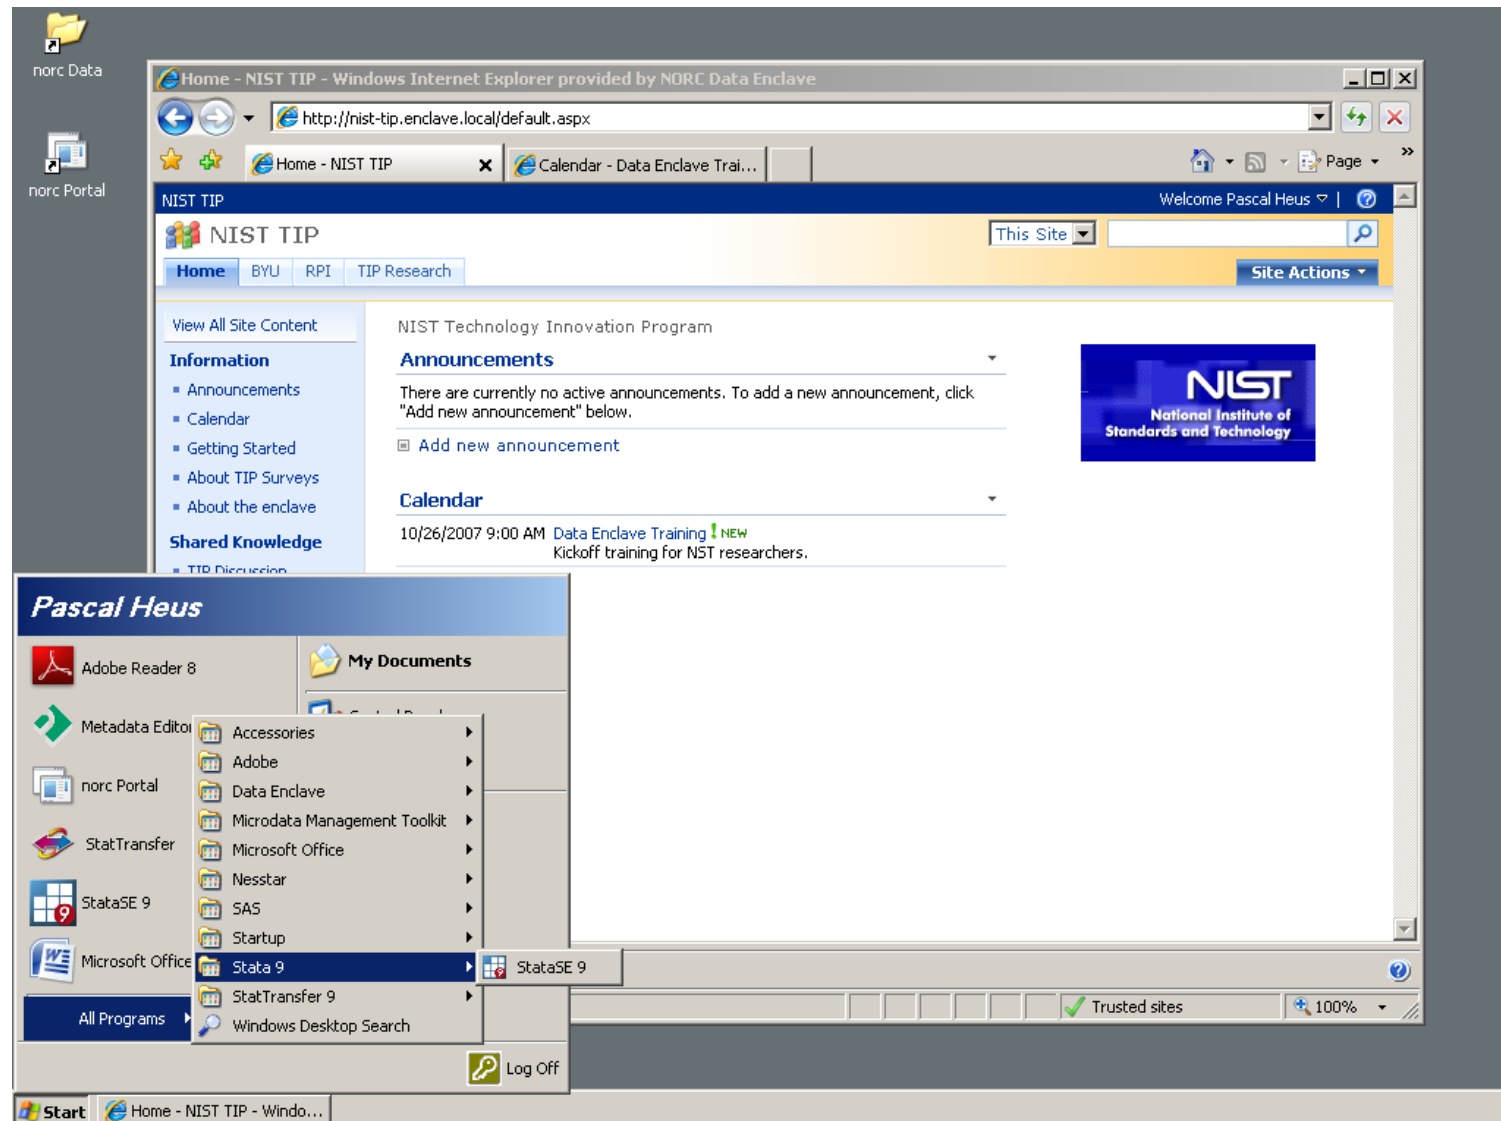 norc Data
norc Portal
Home - NIST TIP - Windows Internet Explorer provided by NORC Data Enclave
http://nist-tip.enclave.local/default.aspx
Home - NIST TIP
Calendar - Data Enclave Trai...
Page
»
NIST TIP
Welcome Pascal Heus
NIST TIP
This Site
Home BYU RPI TIP Research
Site Actions
View All Site Content
Information
Announcements
Calendar
Getting Started
About TIP Surveys
About the enclave
Shared Knowledge
TIP Discussion
NIST Technology Innovation Program
Announcements
There are currently no active announcements. To add a new announcement, click
"Add new announcement" below.
Add new announcement
Calendar
10/26/2007 9:00 AM Data Enclave Training ! NEW
Kickoff training for NST researchers.
NIST
National Institute of
Standards and Technology
Pascal Heus
Adobe Reader 8
Metadata Editor
norc Portal
StatTransfer
StataSE 9
Microsoft Office
All Programs
My Documents
Accessories
Adobe
Data Enclave
Microdata Management Toolkit
Microsoft Office
Nesstar
SAS
Startup
Stata 9
StatTransfer 9
Windows Desktop Search
StataSE 9
Log Off
Trusted sites
100%
Start
Home - NIST TIP - Windo...